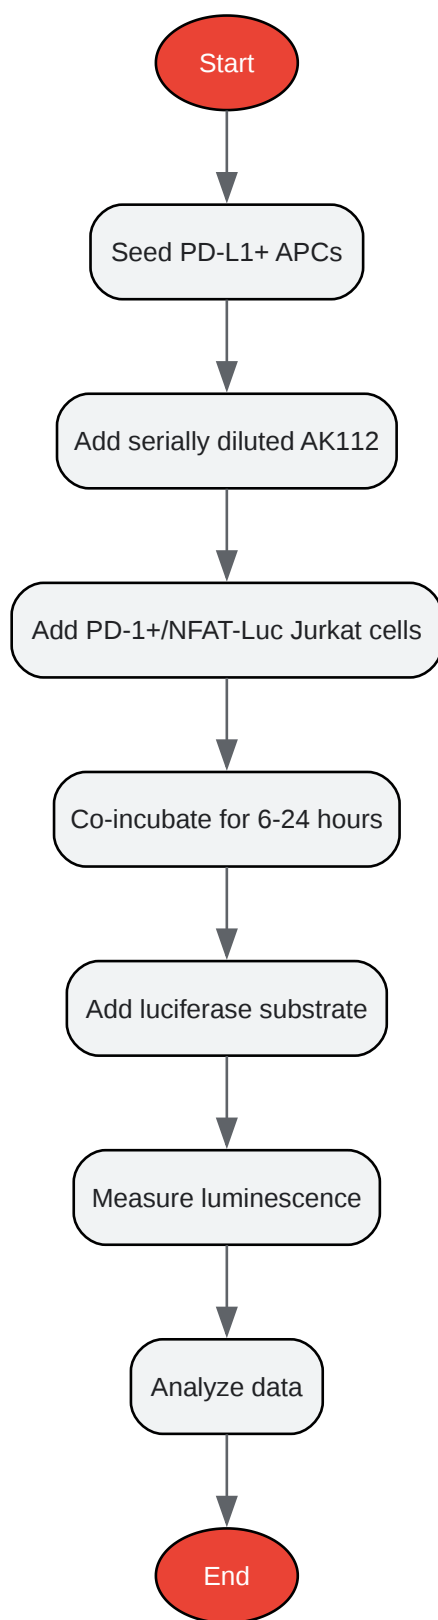 Start
Seed PD-L1+ APCs
Add serially diluted AK112
Add PD-1+/NFAT-Luc Jurkat cells
Co-incubate for 6-24 hours
Add luciferase substrate
Measure luminescence
Analyze data
End